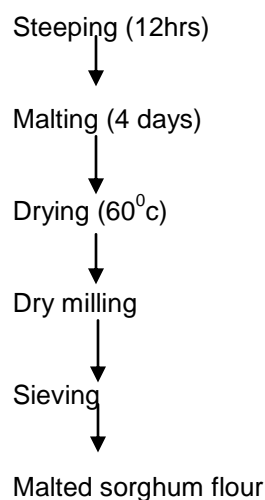 Steeping (12hrs)
Malting (4 days)
Drying (60⁰c)
Dry milling
Sieving
Malted sorghum flour